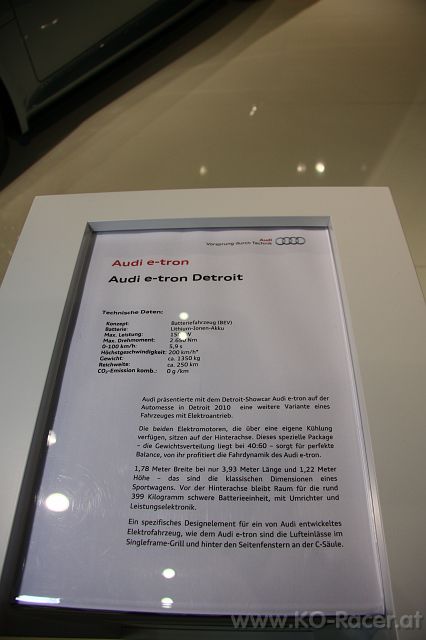 Audi
Vorsprung durch Technik
Audi e-tron
Audi e-tron Detroit
Technische Daten:
Konzept: Batteriefahrzeug (BEV)
Batterie: Lithium-Ionen-Akku
Max. Leistung:
Max. Drehmoment: Nm
0-100 km/h: 5,9 s
Höchstgeschwindigkeit: 200 km/h*
Gewicht: ca. 1350 kg
Reichweite: ca. 250 km
CO₂-Emission komb.: 0 g /km
Audi präsentierte mit dem Detroit-Showcar Audi e-tron auf der
Automesse in Detroit 2010 eine weitere Variante eines
Fahrzeuges mit Elektroantrieb.
Die beiden Elektromotoren, die über eine eigene Kühlung
verfügen, sitzen auf der Hinterachse. Dieses spezielle Package
- die Gewichtsverteilung liegt bei 40:60 - sorgt für perfekte
Balance, von ihr profitiert die Fahrdynamik des Audi e-tron.
1,78 Meter Breite bei nur 3,93 Meter Länge und 1,22 Meter
Höhe – das sind die klassischen Dimensionen eines
Sportwagens. Vor der Hinterachse bleibt Raum für die rund
399 Kilogramm schwere Batterieeinheit, mit Umrichter und
Leistungselektronik.
Ein spezifisches Designelement für ein von Audi entwickeltes
Elektrofahrzeug, wie dem Audi e-tron sind die Lufteinlässe im
Singleframe-Grill und hinter den Seitenfenstern an der C-Säule.
www.KO-Racer.at